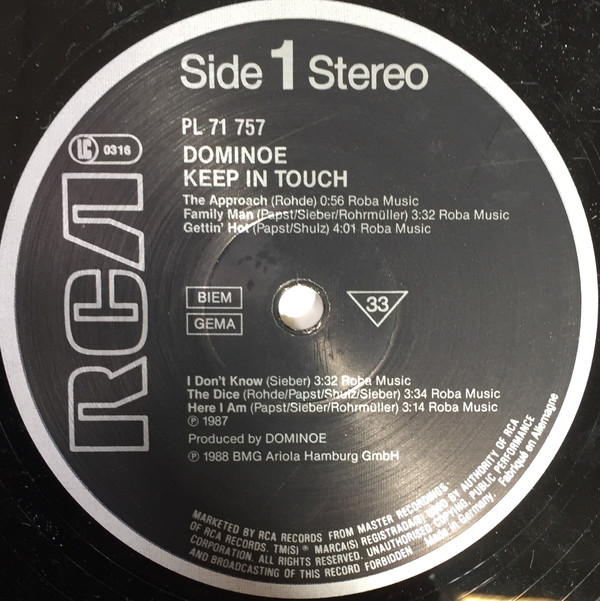 Side 1 Stereo
PL 71 757
LC 0316
DOMINOE
KEEP IN TOUCH
The Approach (Rohde) 0:56 Roba Music
Family Man (Papst/Sieber/Rohrmüller) 3:32 Roba Music
Gettin' Hot (Papst/Shulz) 4:01 Roba Music
RCA
BIEM
GEMA
33
I Don't Know (Sieber) 3:32 Roba Music
The Dice (Rohde/Papst/Shulz/Sieber) 3:34 Roba Music
Here I Am (Papst/Sieber/Rohrmüller) 3:14 Roba Music
℗ 1987
Produced by DOMINOE
℗ 1988 BMG Ariola Hamburg GmbH
MARKETED BY RCA RECORDS FROM MASTER RECORDINGS.
OF RCA RECORDS. TM(S) ® MARCA(S) REGISTRADA(S) BY AUTHORITY OF RCA
CORPORATION. ALL RIGHTS RESERVED. UNAUTHORISED COPYING, PUBLIC PERFORMANCE
AND BROADCASTING OF THIS RECORD FORBIDDEN Made in Germany. Fabriqué en Allemagne